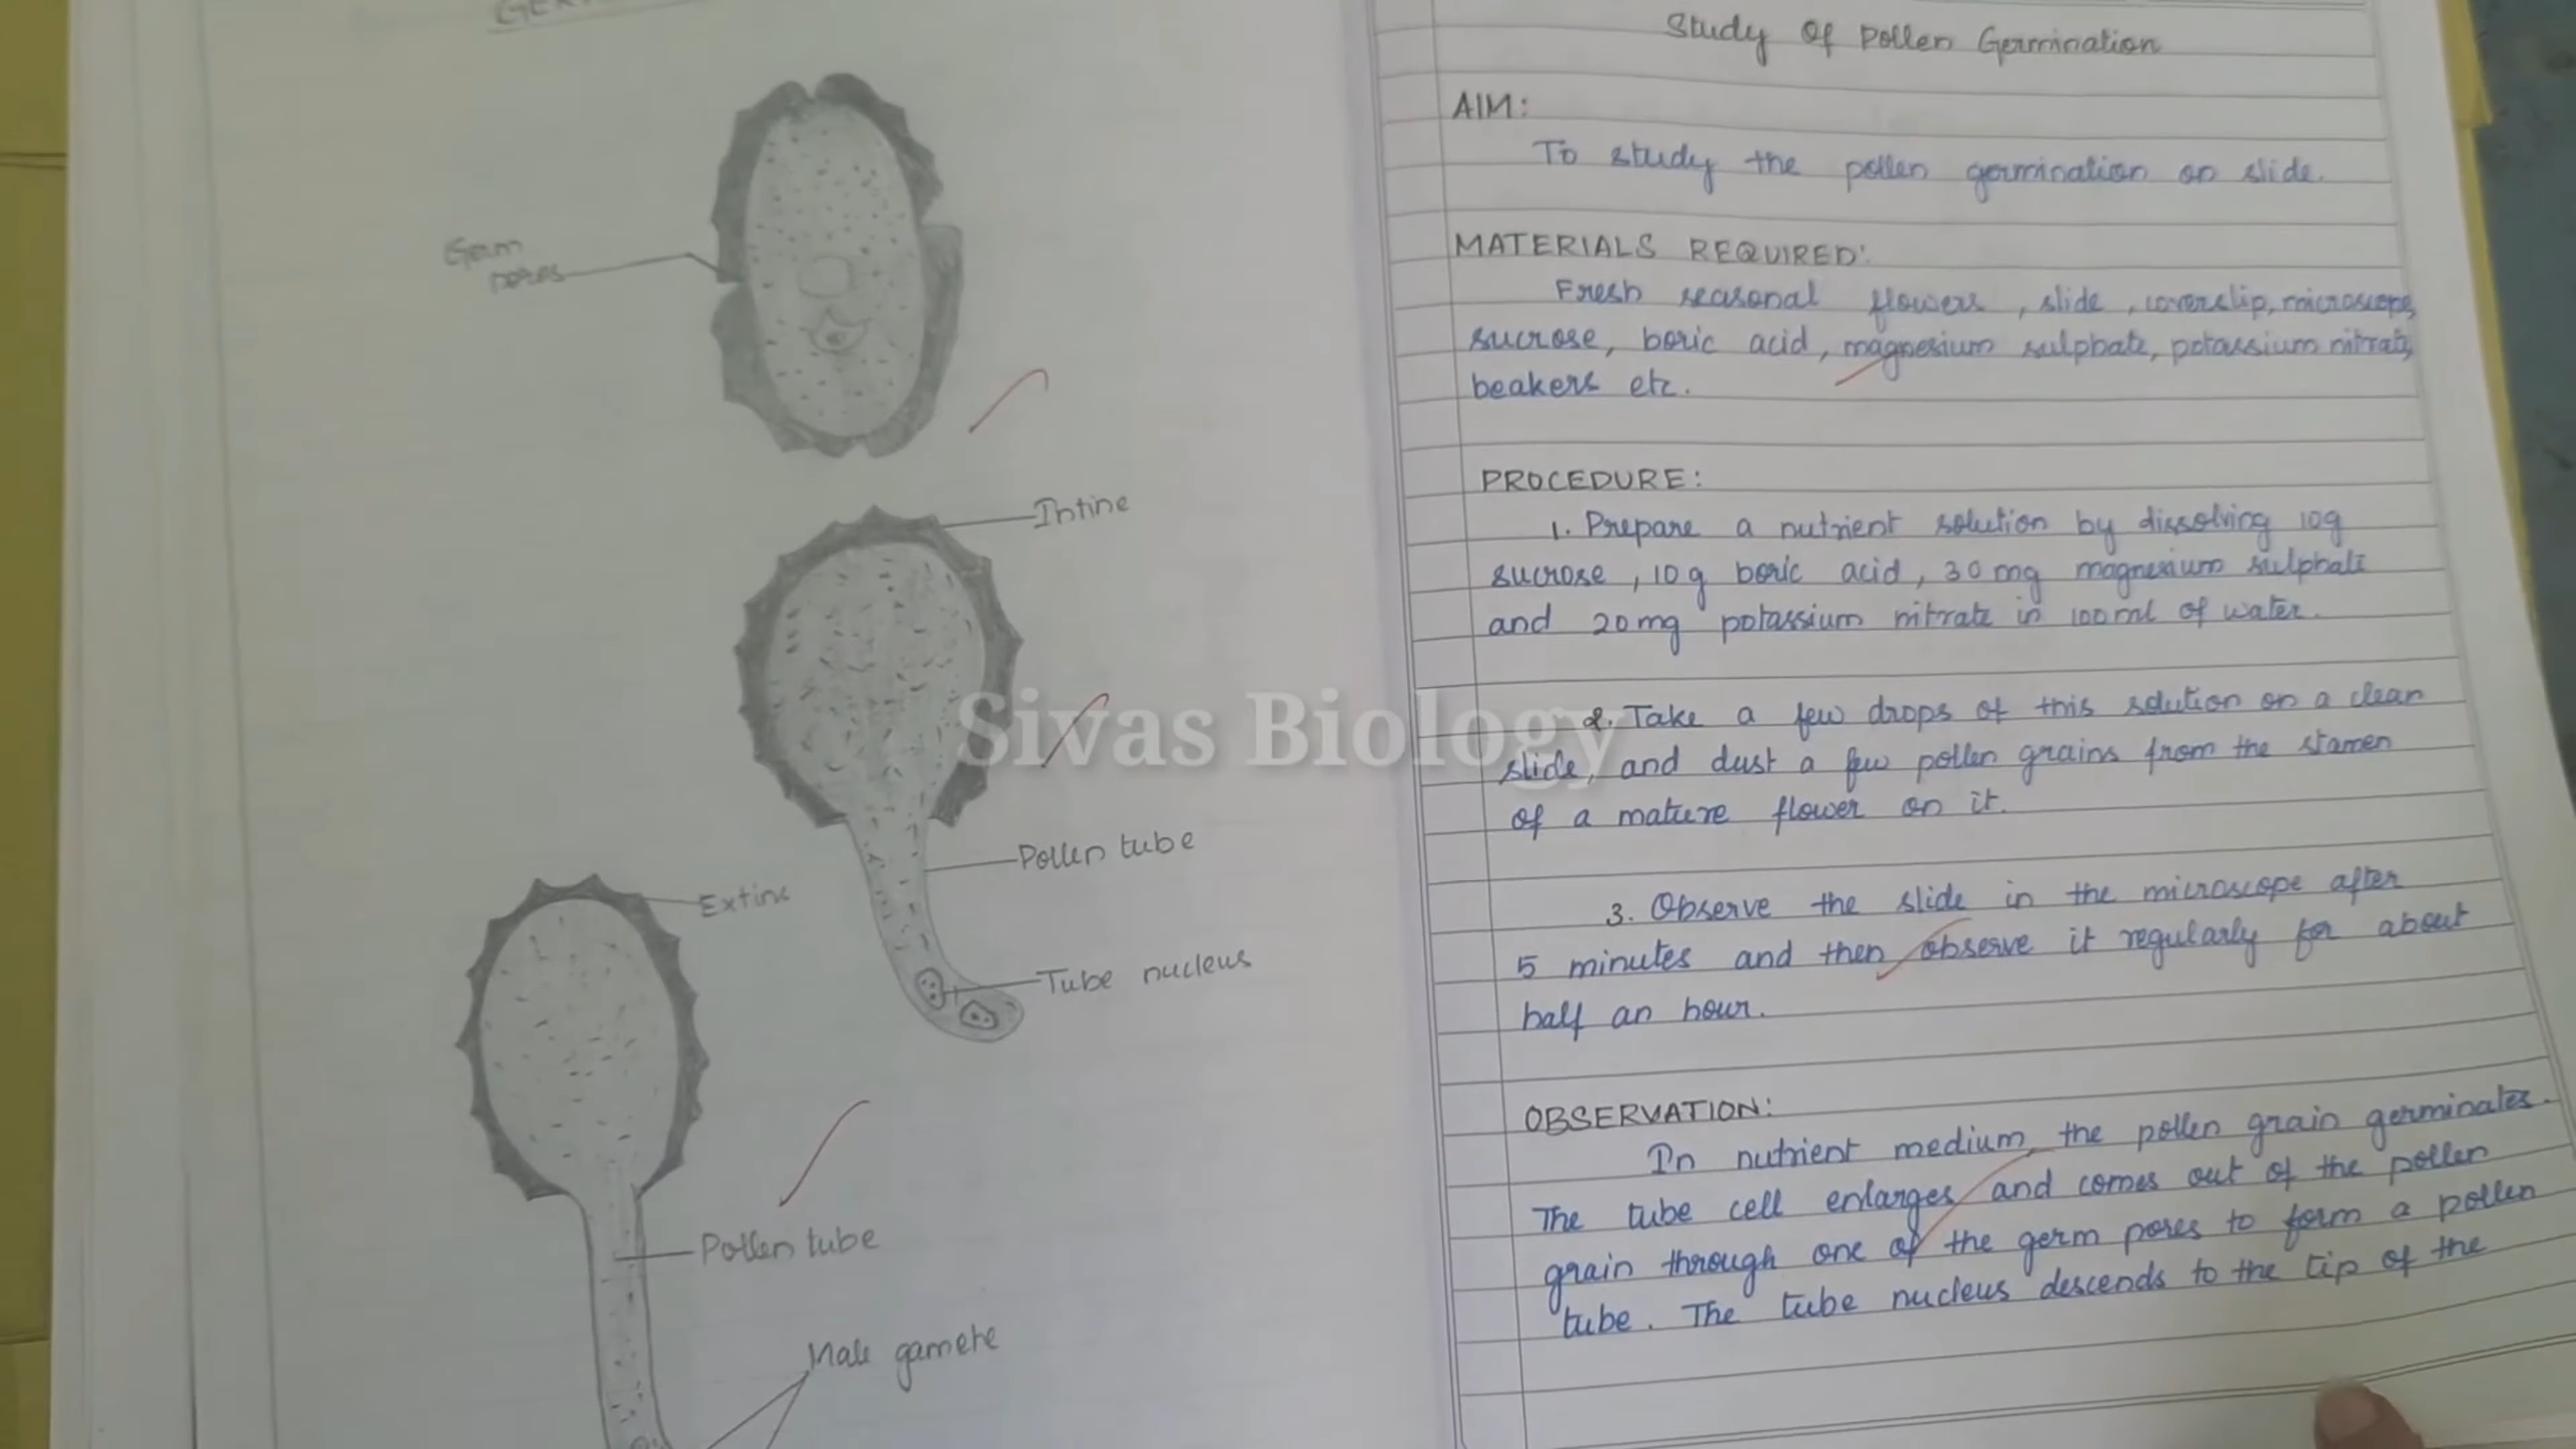 Germ
pores
Intine
Pollen tube
Tube nucleus
Extine
Pollen tube
Male gamete
Study Of Pollen Germination
AIM:
To study the pollen germination on slide.
MATERIALS REQUIRED:
Fresh seasonal flowers, slide, coverslip, microscope,
sucrose, boric acid, magnesium sulphate, potassium nitrate,
beakers etc.
PROCEDURE:
1. Prepare a nutrient solution by dissolving 10g
sucrose, 10g boric acid, 30mg magnesium sulphate
and 20mg potassium nitrate in 100ml of water.
2. Take a few drops of this solution on a clean
slide, and dust a few pollen grains from the stamen
of a mature flower on it.
3. Observe the slide in the microscope after
5 minutes and then observe it regularly for about
half an hour.
OBSERVATION:
In nutrient medium, the pollen grain germinates.
The tube cell enlarges and comes out of the pollen
grain through one of the germ pores to form a pollen
tube. The tube nucleus descends to the tip of the
Sivas Biology